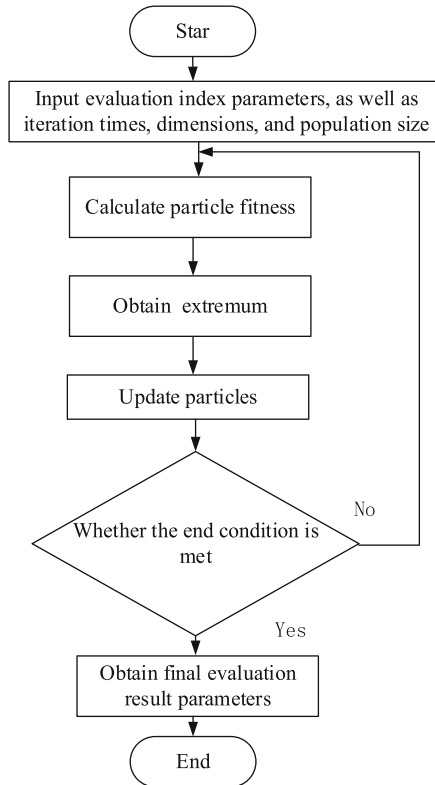 Star
Input evaluation index parameters, as well as
iteration times, dimensions, and population size
Calculate particle fitness
Obtain extremum
Update particles
Whether the end condition is
met
No
Yes
Obtain final evaluation
result parameters
End